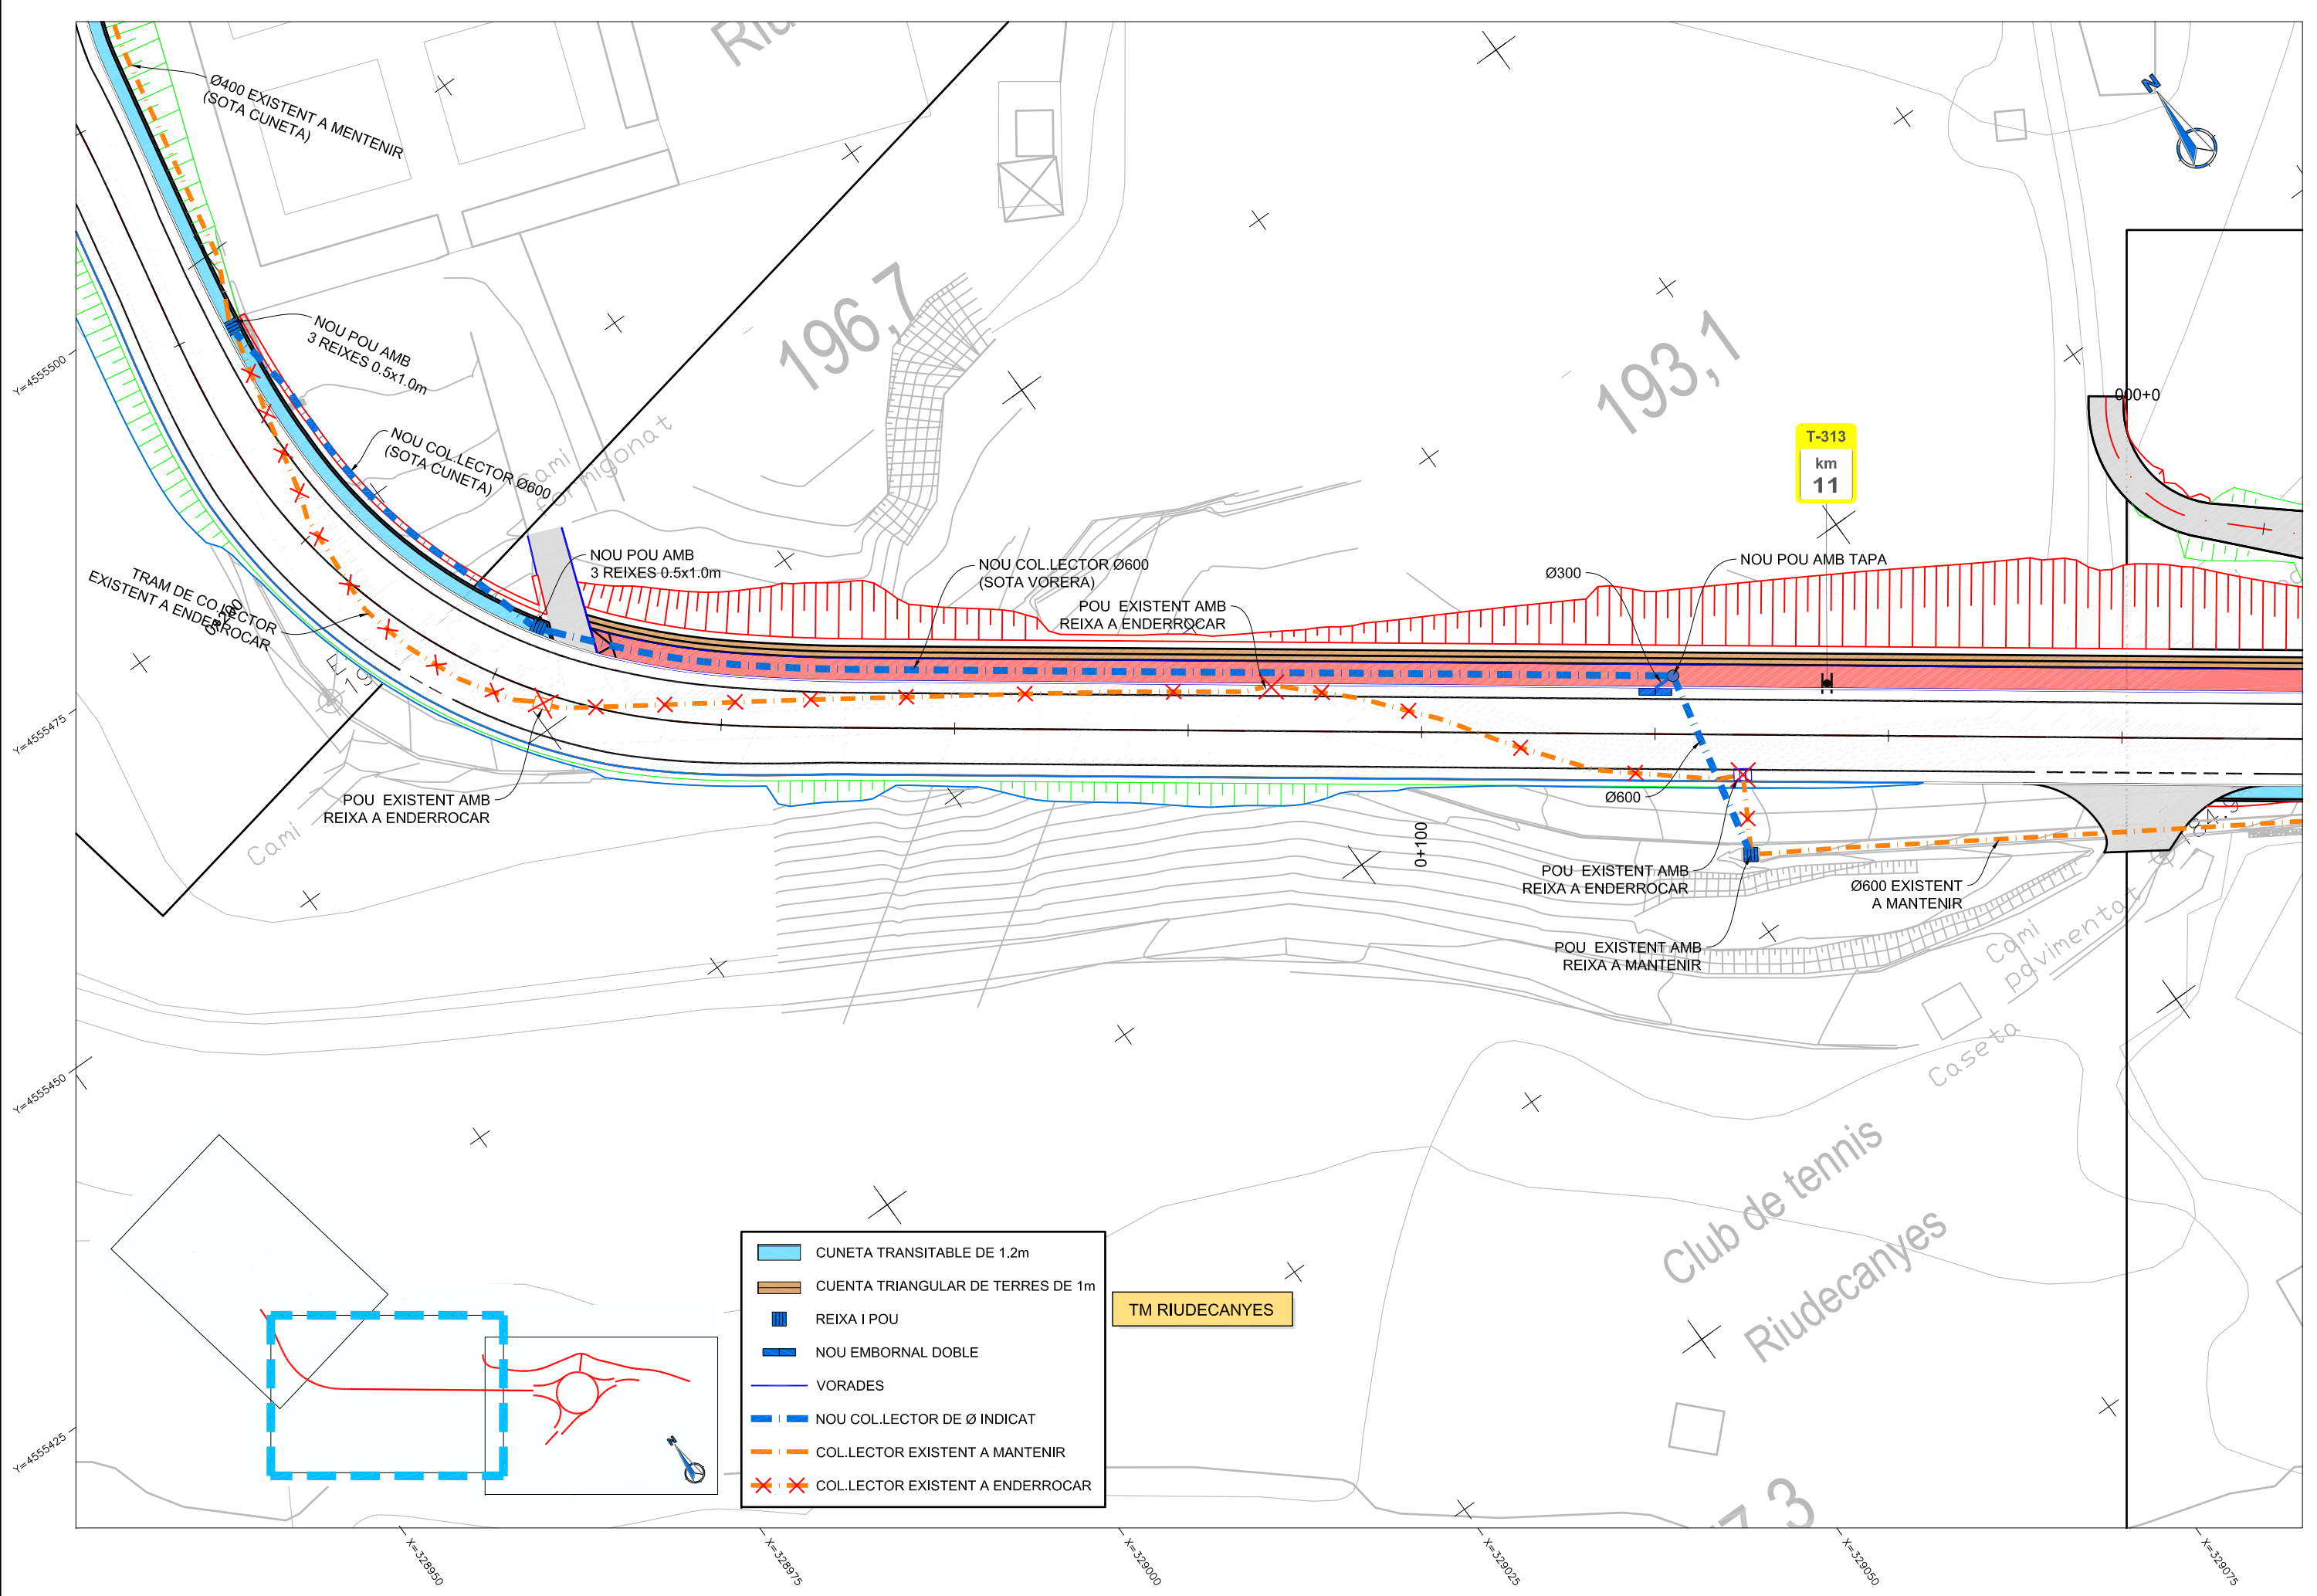 Ø400 EXISTENT A MENTENIR
(SOTA CUNETA)
N
Y=4555500
NOU POU AMB
3 REIXES 0.5x1.0m
196,7
193,1
000+0
T-313
km
11
NOU COL.LECTOR Ø600
(SOTA CUNETA)
Cami
formigonat
NOU POU AMB
3 REIXES 0.5x1.0m
NOU COL.LECTOR Ø600
(SOTA VORERA)
Ø300
NOU POU AMB TAPA
POU EXISTENT AMB
REIXA A ENDERROCAR
TRAM DE CO.LECTOR
EXISTENT A ENDERROCAR
Y=4555475
POU EXISTENT AMB
REIXA A ENDERROCAR
Cami
Ø600
0+100
POU EXISTENT AMB
REIXA A ENDERROCAR
Ø600 EXISTENT
A MANTENIR
POU EXISTENT AMB
REIXA A MANTENIR
Cami
pavimentat
Caseta
Y=4555450
Club de tennis
Riudecanyes
CUNETA TRANSITABLE DE 1.2m
CUENTA TRIANGULAR DE TERRES DE 1m
REIXA I POU
NOU EMBORNAL DOBLE
VORADES
NOU COL.LECTOR DE Ø INDICAT
COL.LECTOR EXISTENT A MANTENIR
COL.LECTOR EXISTENT A ENDERROCAR
TM RIUDECANYES
N
Y=4555425
X=328950
X=328975
X=329000
X=329025
X=329050
X=329075